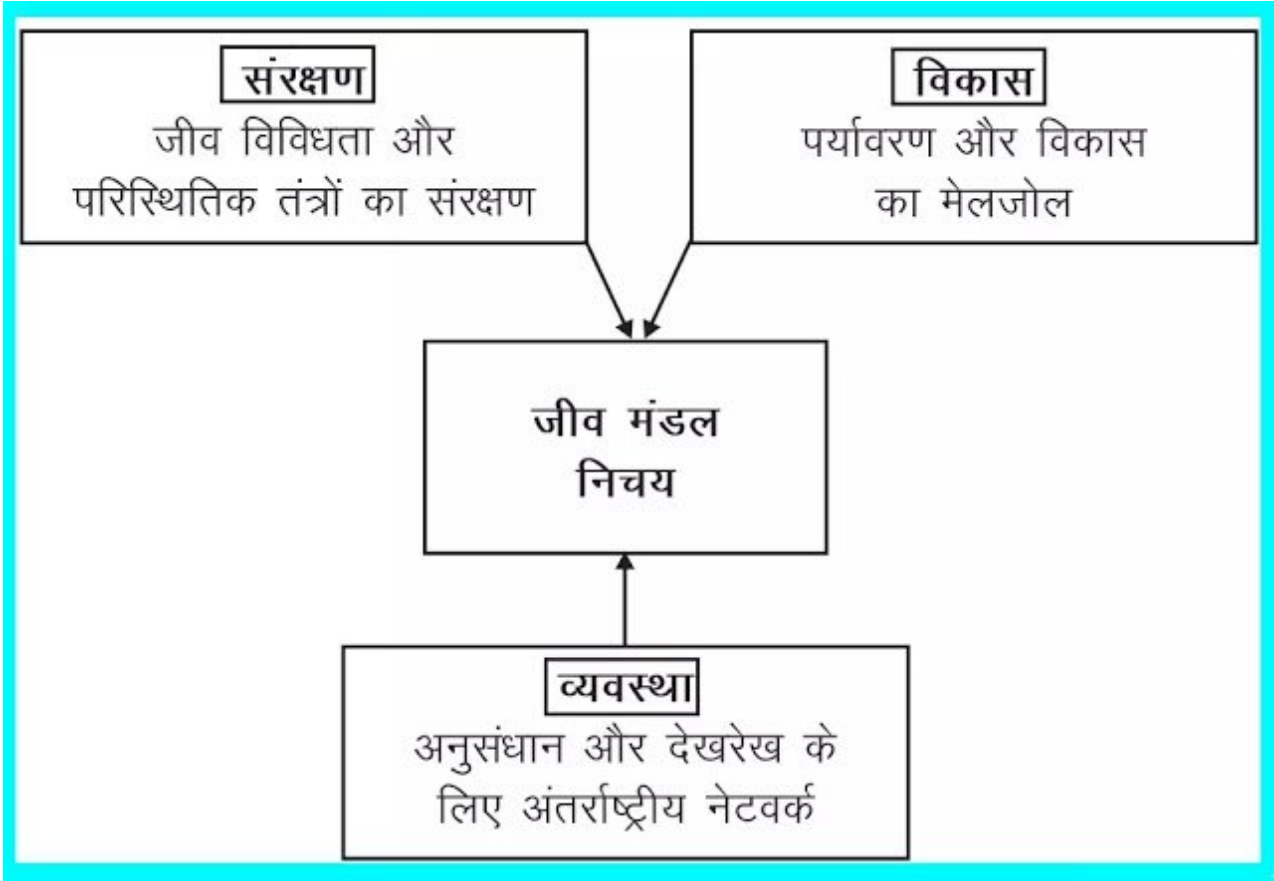 संरक्षण
जीव विविधता और
परिस्थितिक तंत्रों का संरक्षण
विकास
पर्यावरण और विकास
का मेलजोल
जीव मंडल
निचय
व्यवस्था
अनुसंधान और देखरेख के
लिए अंतर्राष्ट्रीय नेटवर्क